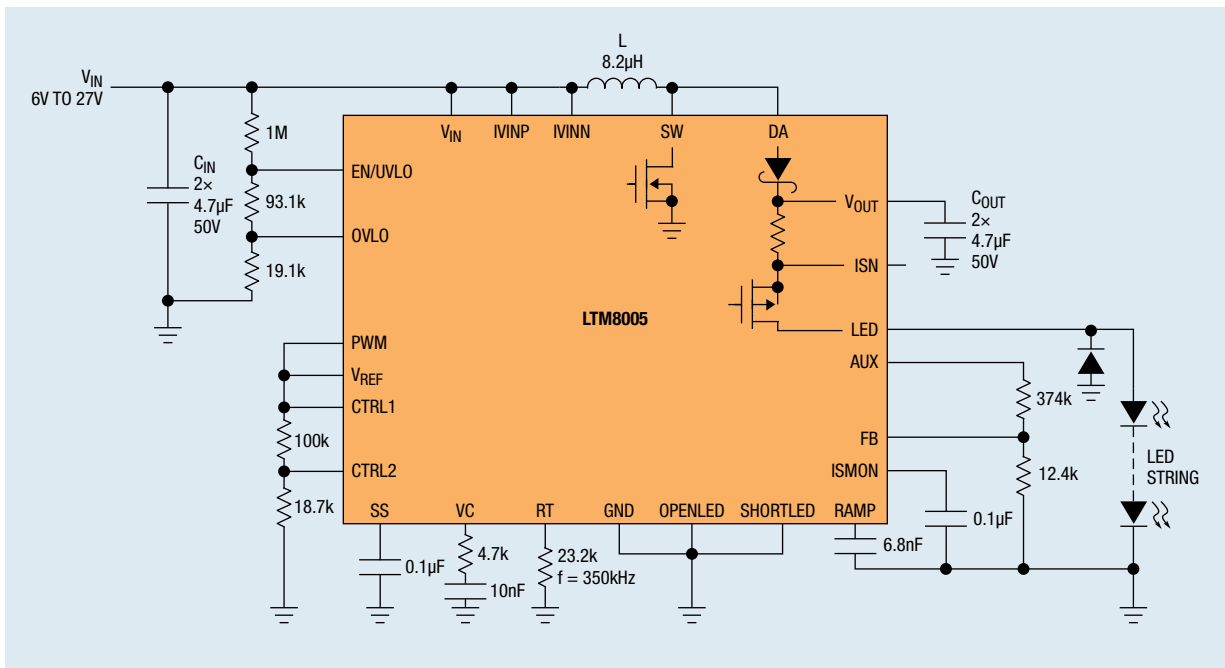 L
8.2µH
VIN
6V TO 27V
1M
VIN
IVINP
IVINN
SW
DA
CIN
2×
4.7µF
50V
EN/UVLO
93.1k
OVLO
19.1k
VOUT
COUT
2×
4.7µF
50V
ISN
LTM8005
PWM
VREF
CTRL1
100k
CTRL2
18.7k
LED
AUX
374k
FB
ISMON
12.4k
LED
STRING
SS
VC
RT
GND
OPENLED
SHORTLED
RAMP
0.1µF
4.7k
10nF
23.2k
f = 350kHz
6.8nF
0.1µF